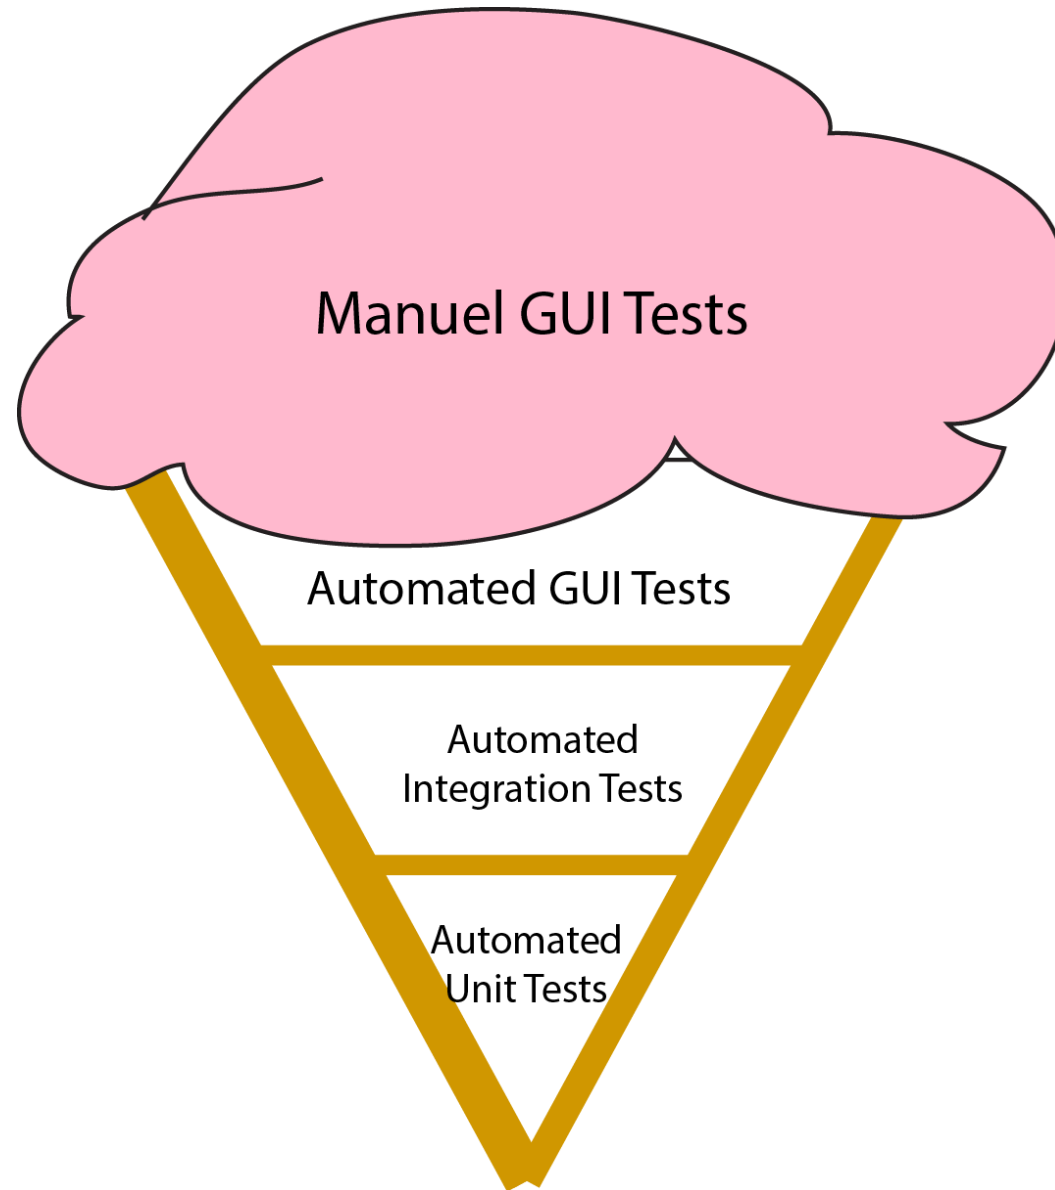 Manuel GUI Tests
Automated GUI Tests
Automated
Integration Tests
Automated
Unit Tests